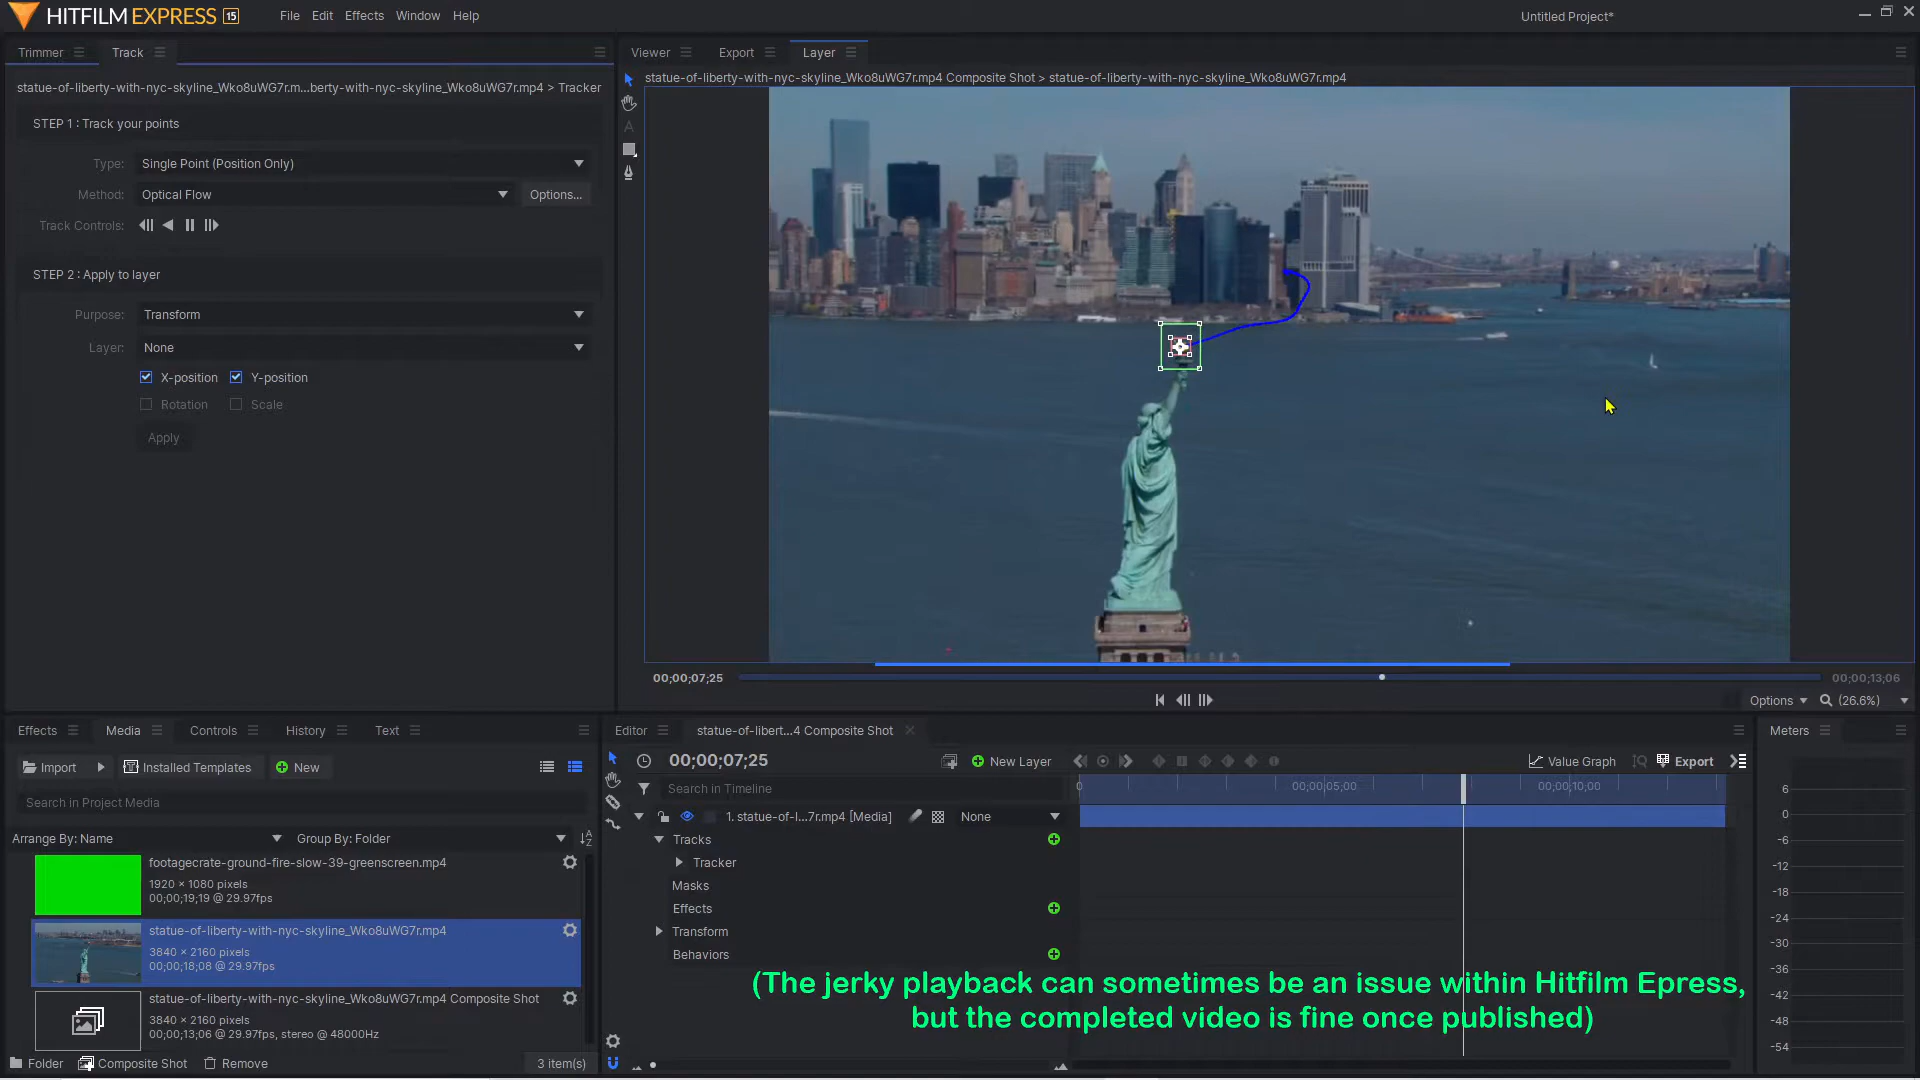 HITFILM EXPRESS 15
File Edit Effects Window Help
Untitled Project*
Trimmer Track
Viewer Export Layer
statue-of-liberty-with-nyc-skyline_Wko8uWG7r.m...berty-with-nyc-skyline_Wko8uWG7r.mp4 > Tracker
statue-of-liberty-with-nyc-skyline_Wko8uWG7r.mp4 Composite Shot > statue-of-liberty-with-nyc-skyline_Wko8uWG7r.mp4
STEP 1 : Track your points
Type: Single Point (Position Only)
Method: Optical Flow Options...
Track Controls:
STEP 2 : Apply to layer
Purpose: Transform
Layer: None
X-position Y-position
Rotation Scale
Apply
A
00;00;07;25 00;00;13;06
Options (26.6%)
Effects Media Controls History Text
Import Installed Templates New
Search in Project Media
Arrange By: Name Group By: Folder
footagecrate-ground-fire-slow-39-greenscreen.mp4
1920 × 1080 pixels
00;00;19;19 @ 29.97fps
statue-of-liberty-with-nyc-skyline_Wko8uWG7r.mp4
3840 × 2160 pixels
00;00;18;08 @ 29.97fps
statue-of-liberty-with-nyc-skyline_Wko8uWG7r.mp4 Composite Shot
3840 × 2160 pixels
00;00;13;06 @ 29.97fps, stereo @ 48000Hz
Folder Composite Shot Remove 3 item(s)
Editor statue-of-libert...4 Composite Shot
00;00;07;25 New Layer Value Graph Export
Search in Timeline
0 00;00;05;00 00;00;10;00
1. statue-of-l...7r.mp4 [Media] None
Tracks
Tracker
Masks
Effects
Transform
Behaviors
(The jerky playback can sometimes be an issue within Hitfilm Epress,
but the completed video is fine once published)
Meters
6
0
-6
-12
-18
-24
-30
-36
-42
-48
-54